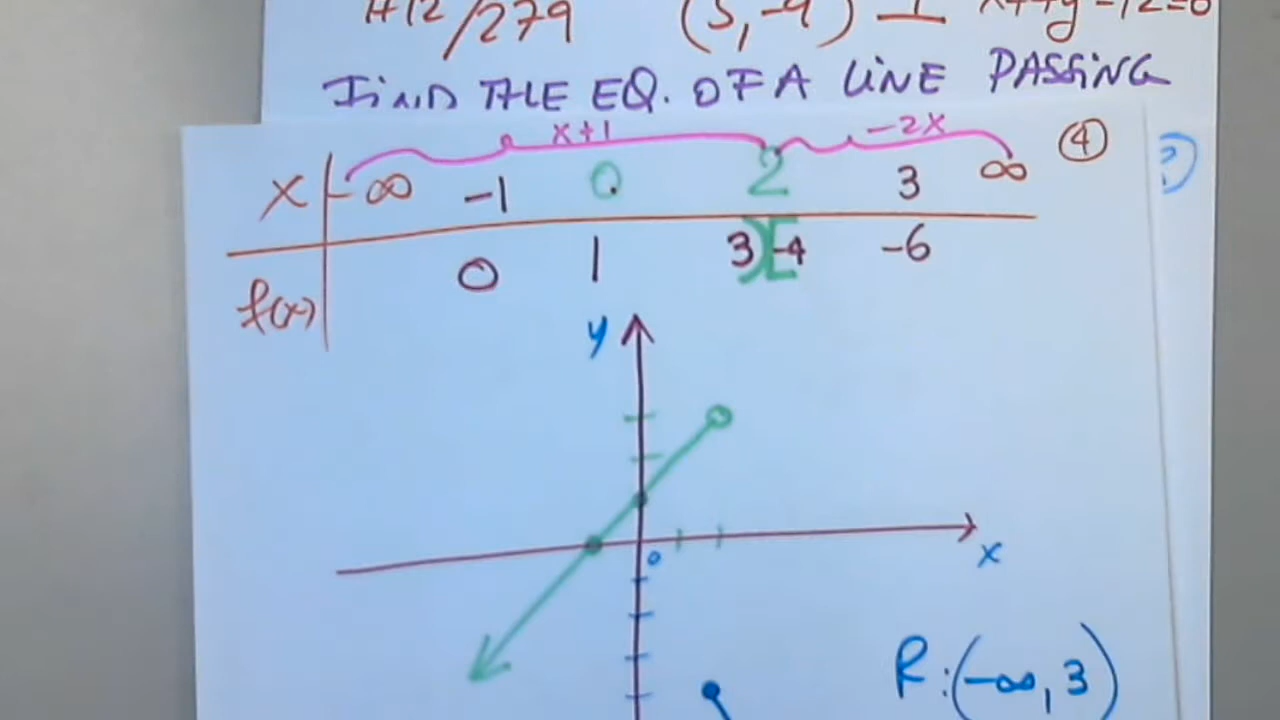 #12/279 (5,-4) ⊥ x+4y-12=0
FIND THE EQ. OF A LINE PASSING
x+1 -2x ④
x -∞ -1 0 2 3 ∞
f(x) 0 1 3)[-4 -6
y
0 x
R:(-∞, 3)